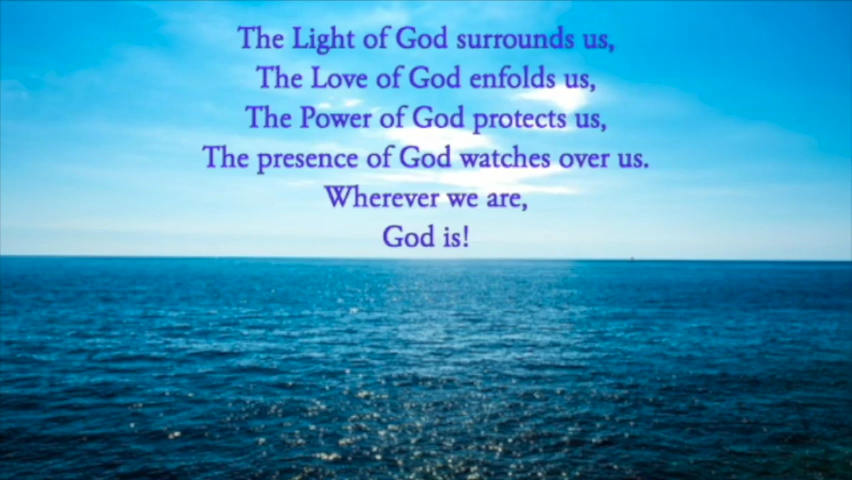 The Light of God surrounds us,
The Love of God enfolds us,
The Power of God protects us,
The presence of God watches over us.
Wherever we are,
God is!